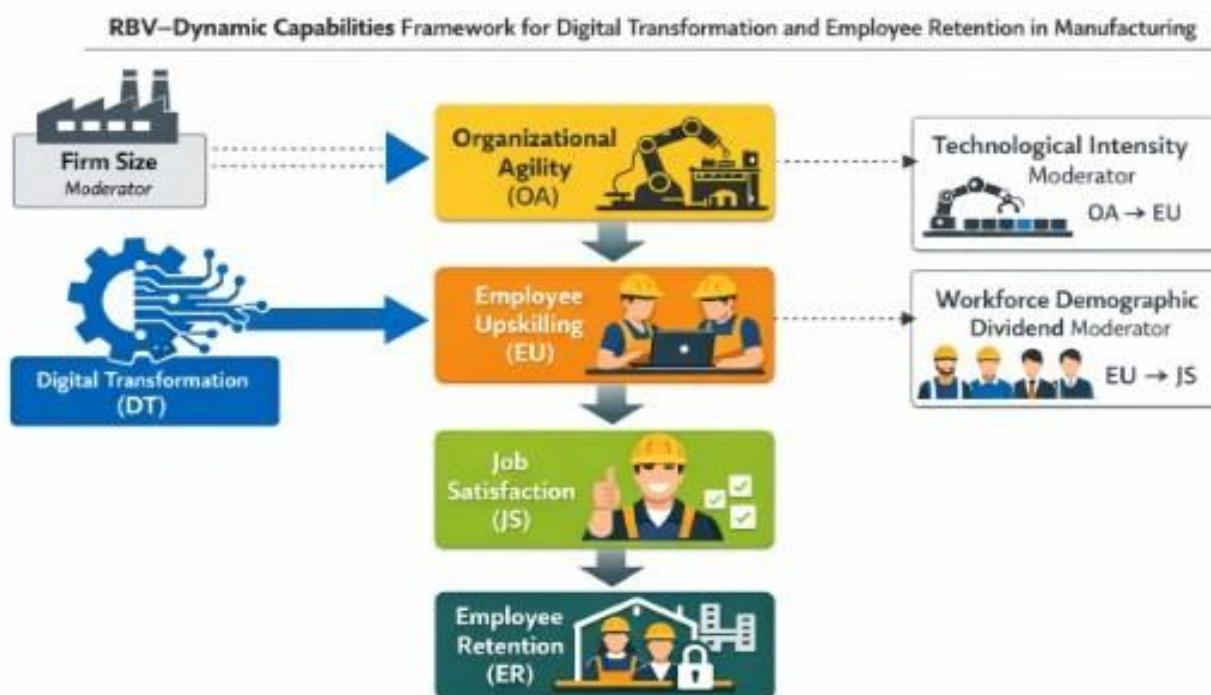 RBV–Dynamic Capabilities Framework for Digital Transformation and Employee Retention in Manufacturing
Firm Size
Moderator
Organizational
Agility
(OA)
Technological Intensity
Moderator
OA → EU
Digital Transformation
(DT)
Employee
Upskilling
(EU)
Workforce Demographic
Dividend Moderator
EU → JS
Job
Satisfaction
(JS)
Employee
Retention
(ER)